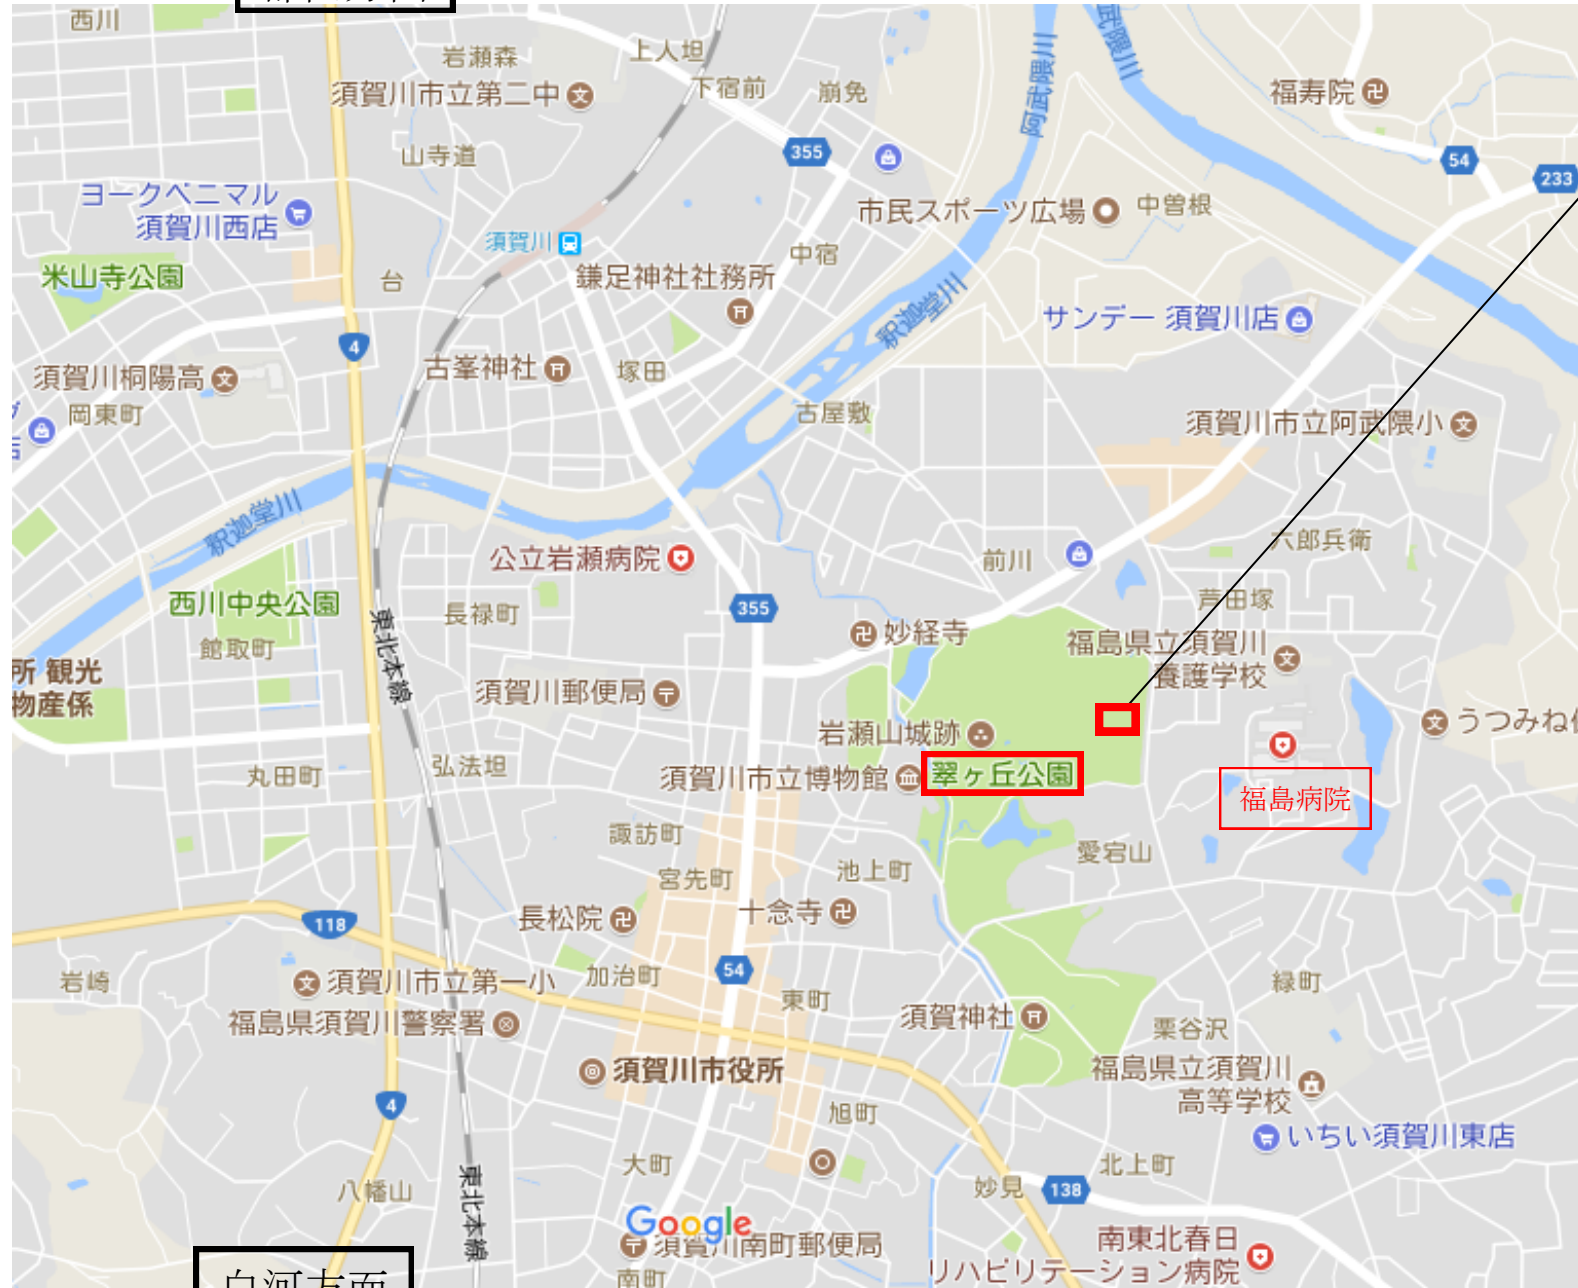 西川
岩瀬森
上人坦
須賀川市立第二中
下宿前
崩免
阿武隈川
武隈川
福寿院
山寺道
355
54
233
ヨークベニマル
須賀川西店
市民スポーツ広場
中曽根
須賀川
中宿
米山寺公園
台
鎌足神社社務所
釈迦堂川
サンデー 須賀川店
4
須賀川桐陽高
古峯神社
塚田
岡東町
古屋敷
須賀川市立阿武隈小
釈迦堂川
公立岩瀬病院
前川
六郎兵衛
西川中央公園
長禄町
355
芦田塚
館取町
東北本線
妙経寺
福島県立須賀川
養護学校
所 観光
物産係
須賀川郵便局
岩瀬山城跡
うつみね
丸田町
弘法坦
須賀川市立博物館
翠ヶ丘公園
福島病院
諏訪町
宮先町
池上町
愛宕山
118
長松院
十念寺
岩崎
須賀川市立第一小
加治町
54
東町
緑町
福島県須賀川警察署
須賀神社
栗谷沢
須賀川市役所
福島県立須賀川
高等学校
4
旭町
いちい須賀川東店
八幡山
東北本線
大町
妙見
138
北上町
Google
須賀川南町郵便局
南東北春日
リハビリテーション病院
白河方面
南町